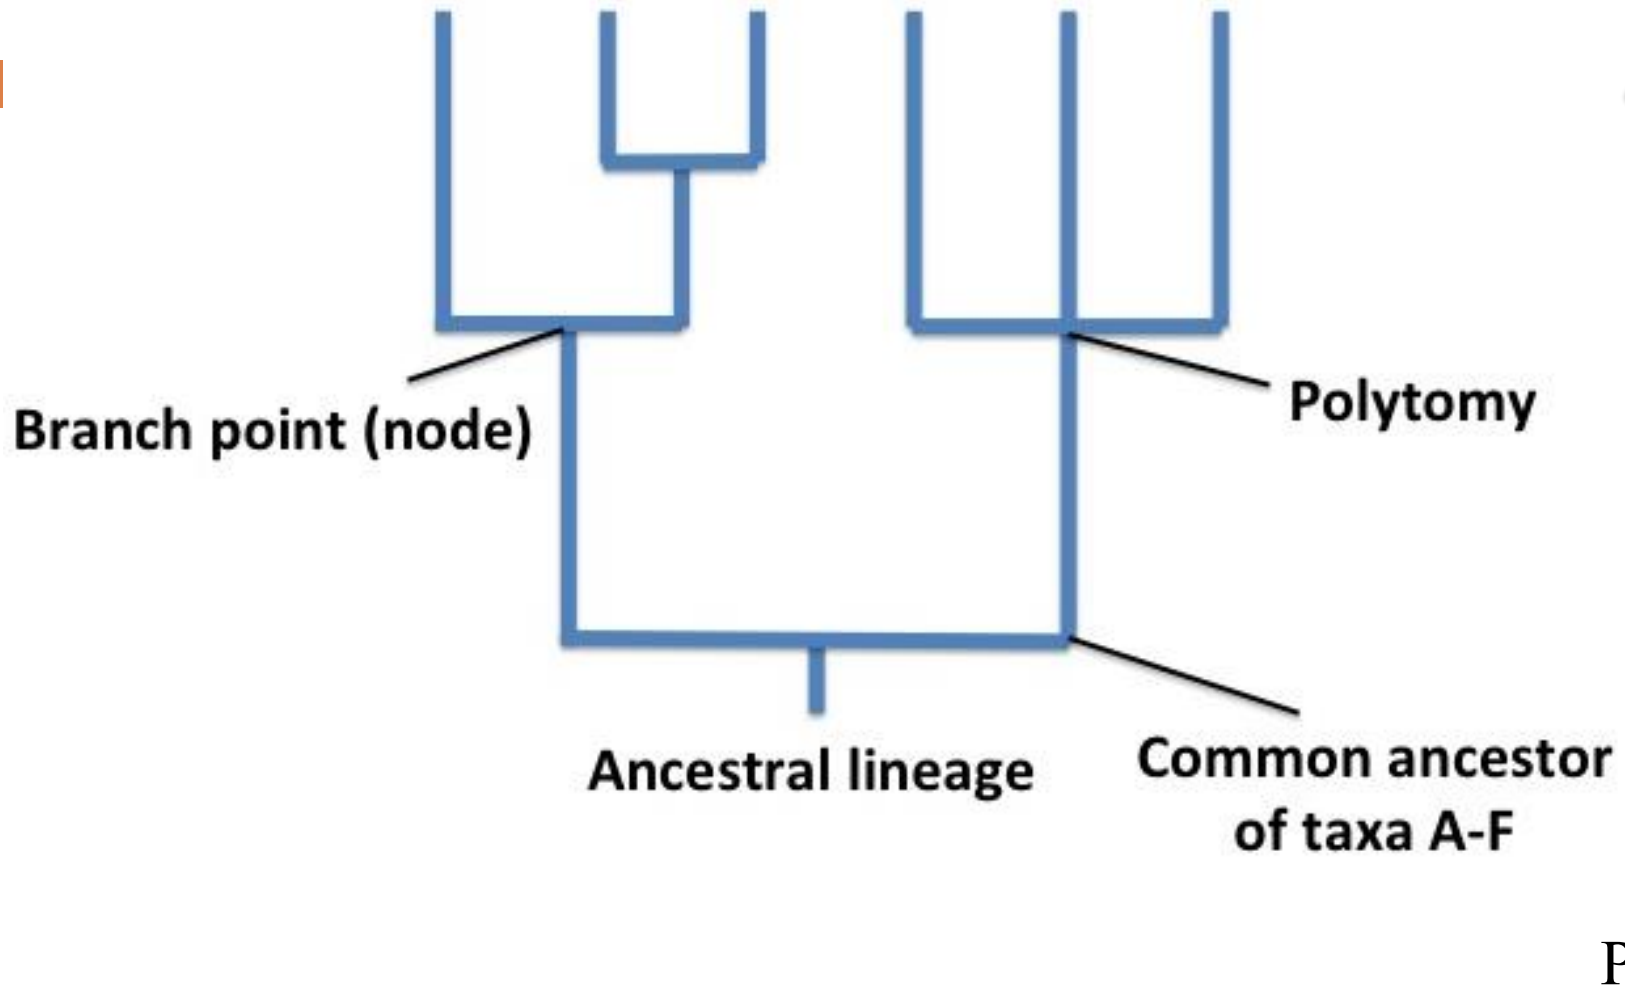 Branch point (node)
Polytomy
Ancestral lineage
Common ancestor
of taxa A-F
P